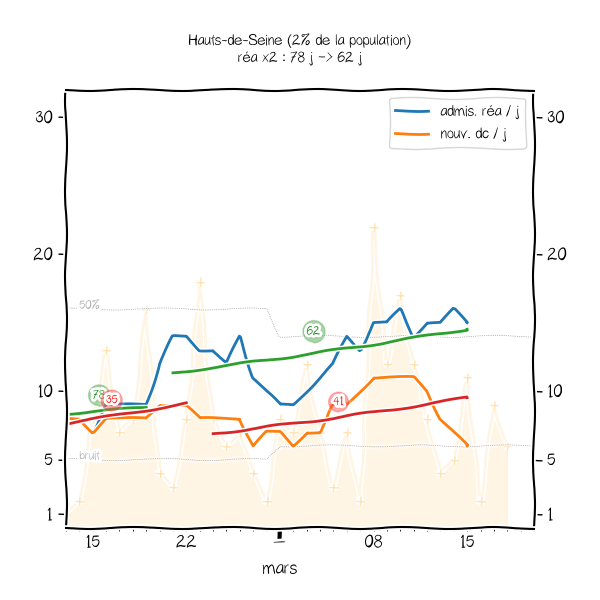 Hauts-de-Seine (2% de la population)
réa x2 : 78 j -> 62 j
admis. réa / j
nouv. dc / j
30 30
20 20
50%
62
78 35
41
10 10
bruit
5 5
1 1
15 22 1 08 15
mars